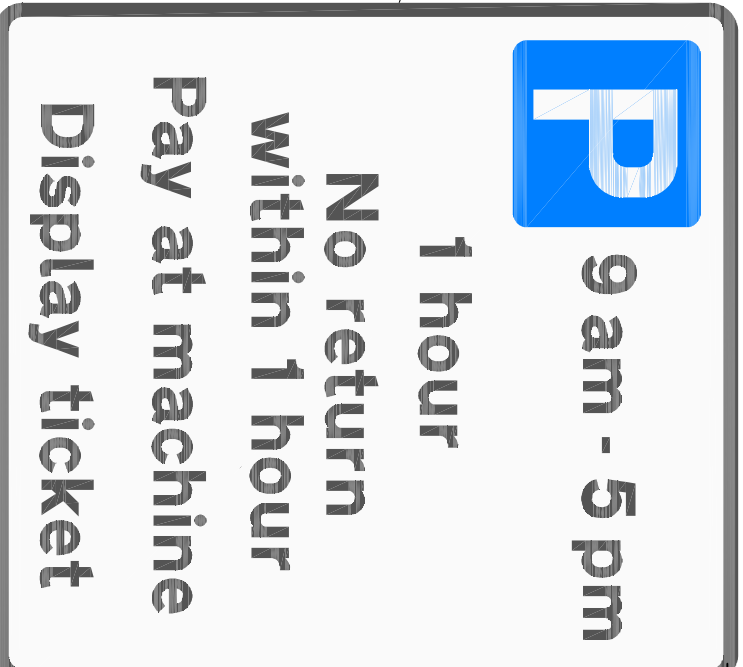 P
9 am - 5 pm
1 hour
No return
within 1 hour
Pay at machine
Display ticket